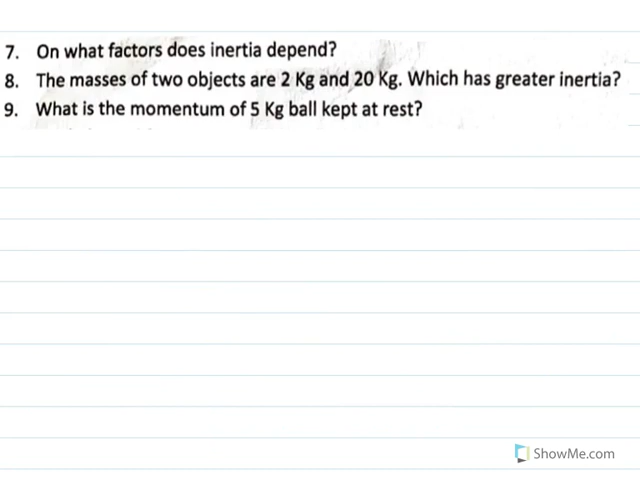 7. On what factors does inertia depend?
8. The masses of two objects are 2 Kg and 20 Kg. Which has greater inertia?
9. What is the momentum of 5 Kg ball kept at rest?
ShowMe.com